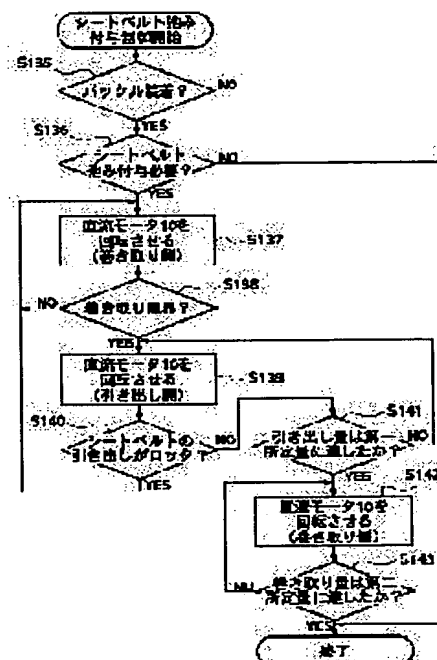 シートベルト弛み
付与制御開始
S135
バックル装着？
NO
YES
S136
シートベルト
弛み付与必要？
NO
YES
直流モータ10を
回転させる
(巻き取り側)
S137
巻き取り限界？
S138
NO
YES
直流モータ10を
回転させる
(引き出し側)
S139
S140
シートベルトの
引き出しがロック？
NO
YES
S141
引き出し量は第一
所定量に達したか？
NO
YES
S142
直流モータ10を
回転させる
(巻き取り側)
S143
巻き取り量は第二
所定量に達したか？
NO
YES
終了